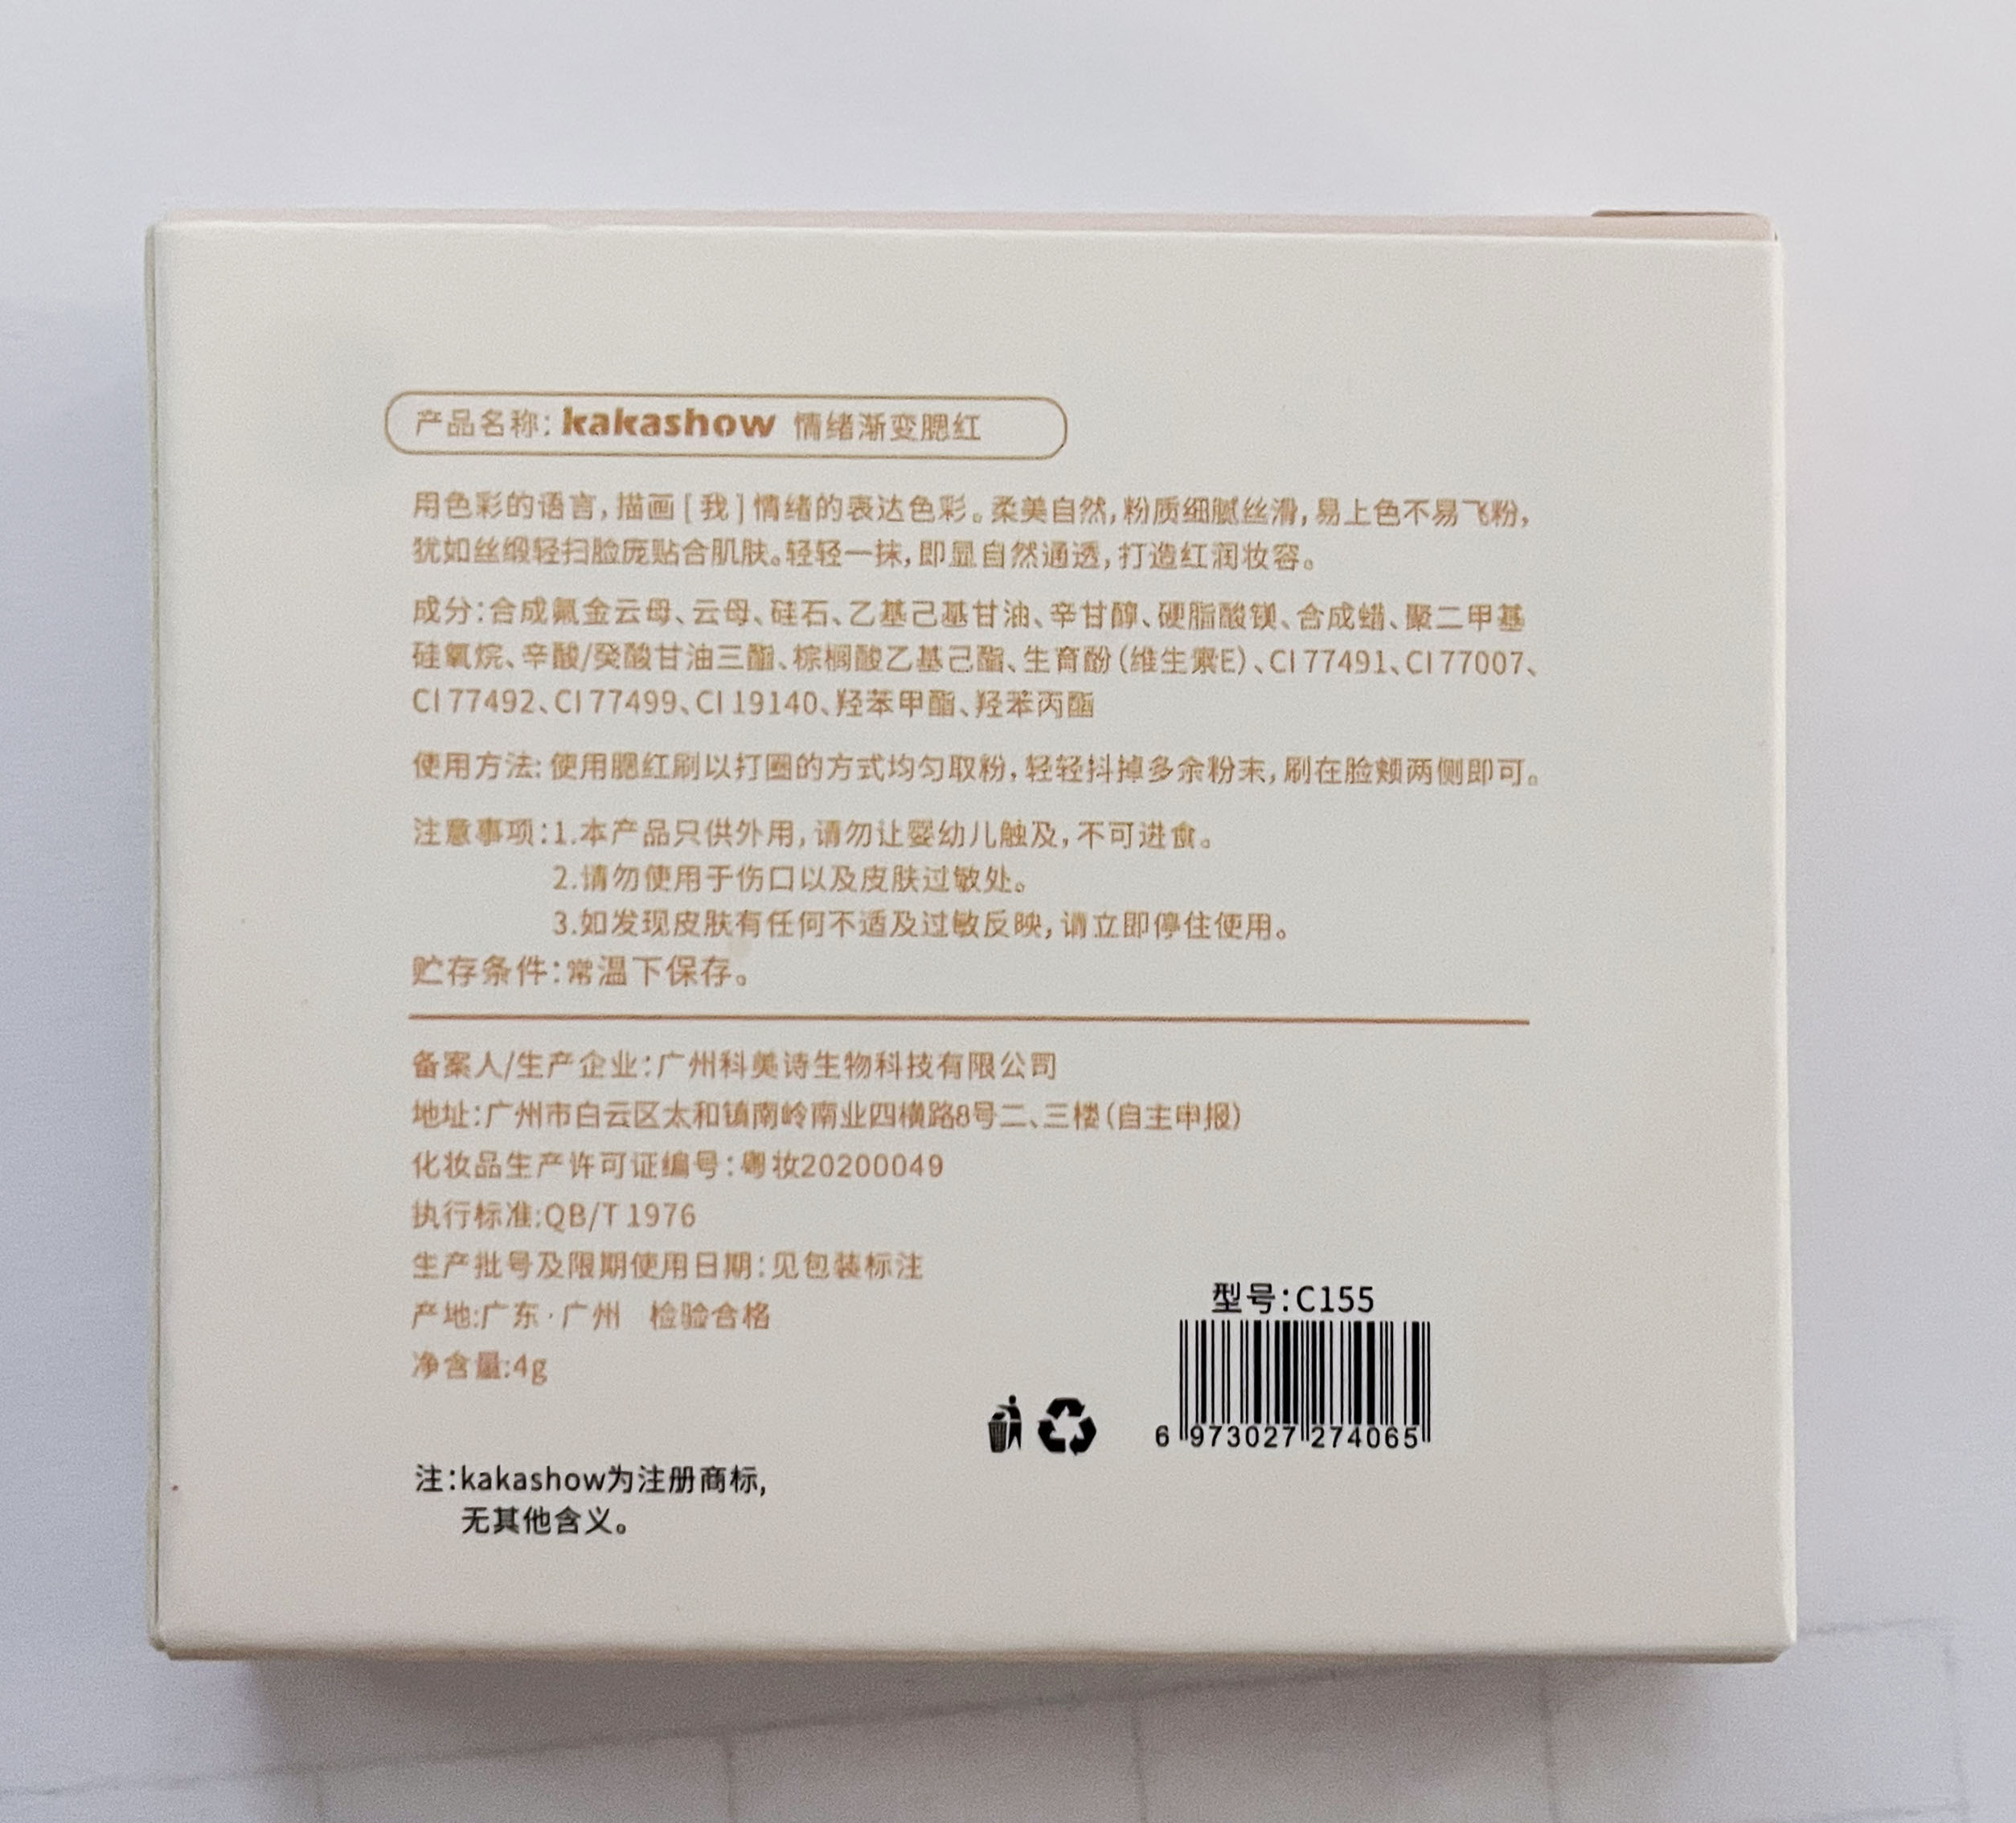 产品名称: kakashow 情绪渐变腮红
用色彩的语言,描画[我]情绪的表达色彩。柔美自然,粉质细腻丝滑,易上色不易飞粉,
犹如丝缎轻扫脸庞贴合肌肤。轻轻一抹,即显自然通透,打造红润妆容。
成分:合成氟金云母、云母、硅石、乙基己基甘油、辛甘醇、硬脂酸镁、合成蜡、聚二甲基
硅氧烷、辛酸/癸酸甘油三酯、棕榈酸乙基己酯、生育酚(维生素E)、CI 77491、CI 77007、
CI 77492、CI 77499、CI 19140、羟苯甲酯、羟苯丙酯
使用方法: 使用腮红刷以打圈的方式均匀取粉,轻轻抖掉多余粉末,刷在脸颊两侧即可。
注意事项:1.本产品只供外用,请勿让婴幼儿触及,不可进食。
2.请勿使用于伤口以及皮肤过敏处。
3.如发现皮肤有任何不适及过敏反映,请立即停住使用。
贮存条件:常温下保存。
备案人/生产企业:广州科美诗生物科技有限公司
地址:广州市白云区太和镇南岭南业四横路8号二、三楼(自主申报)
化妆品生产许可证编号:粤妆20200049
执行标准:QB/T 1976
生产批号及限期使用日期:见包装标注
产地:广东·广州 检验合格
净含量:4g
型号:C155
6 973027 274065
注:kakashow为注册商标,
无其他含义。